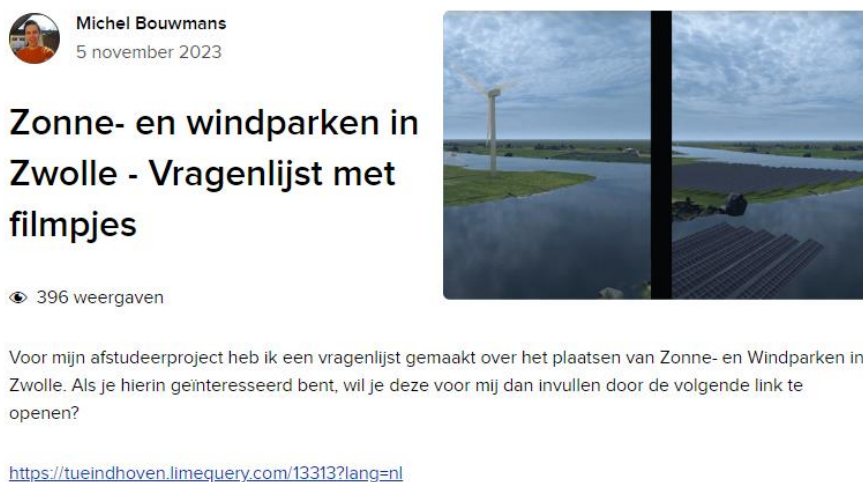 Michel Bouwmans
5 november 2023
Zonne- en windparken in
Zwolle - Vragenlijst met
filmpjes
396 weergaven
Voor mijn afstudeerproject heb ik een vragenlijst gemaakt over het plaatsen van Zonne- en Windparken in
Zwolle. Als je hierin geïnteresseerd bent, wil je deze voor mij dan invullen door de volgende link te
openen?
https://tueindhoven.limequery.com/13313?lang=nl